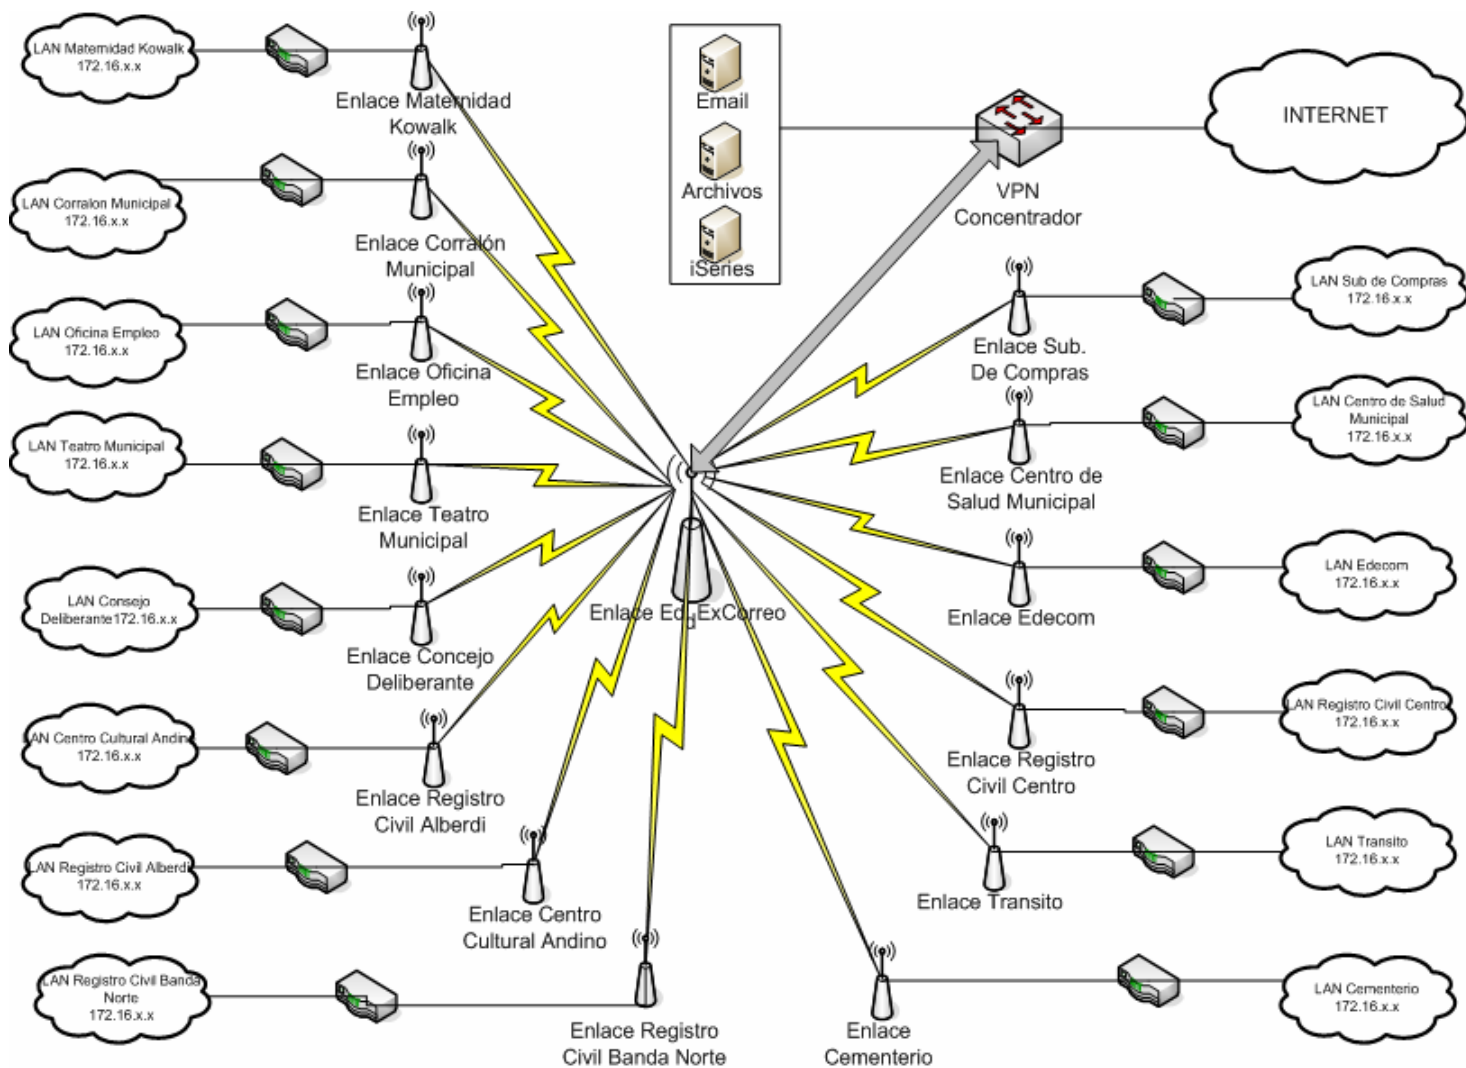 LAN Maternidad Kowalk
172.16.x.x
Enlace Maternidad
Kowalk
LAN Corralon Municipal
172.16.x.x
Enlace Corralón
Municipal
LAN Oficina Empleo
172.16.x.x
Enlace Oficina
Empleo
LAN Teatro Municipal
172.16.x.x
Enlace Teatro
Municipal
LAN Consejo
Deliberante172.16.x.x
Enlace Concejo
Deliberante
LAN Centro Cultural Andin
172.16.x.x
Enlace Registro
Civil Alberdi
LAN Registro Civil Alberdi
172.16.x.x
Enlace Centro
Cultural Andino
LAN Registro Civil Banda
Norte
172.16.x.x
Enlace Registro
Civil Banda Norte
Email
Archivos
iSeries
VPN
Concentrador
INTERNET
Enlace Ed ExCorreo
LAN Sub de Compras
172.16.x.x
Enlace Sub.
De Compras
LAN Centro de Salud
Municipal
172.16.x.x
Enlace Centro de
Salud Municipal
LAN Edecom
172.16.x.x
Enlace Edecom
LAN Registro Civil Centro
172.16.x.x
Enlace Registro
Civil Centro
LAN Transito
172.16.x.x
Enlace Transito
LAN Cementerio
172.16.x.x
Enlace
Cementerio